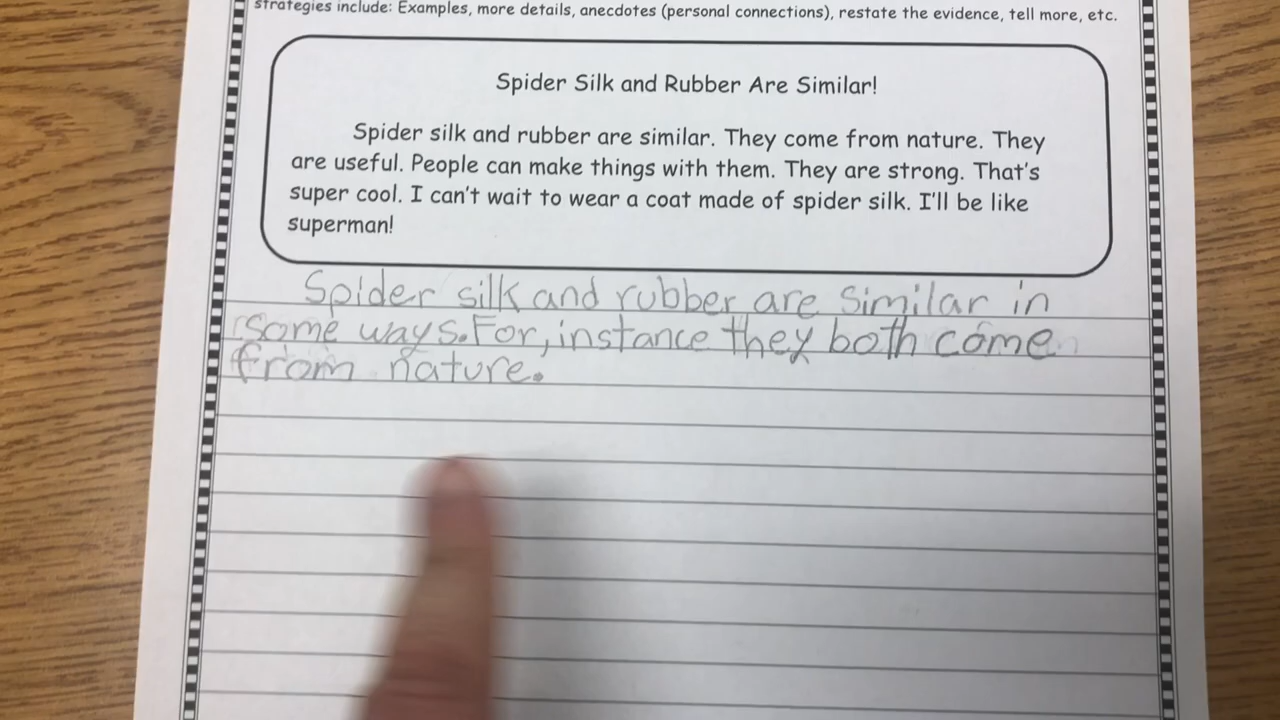 strategies include: Examples, more details, anecdotes (personal connections), restate the evidence, tell more, etc.
Spider Silk and Rubber Are Similar!
Spider silk and rubber are similar. They come from nature. They
are useful. People can make things with them. They are strong. That's
super cool. I can't wait to wear a coat made of spider silk. I'll be like
superman!
Spider silk and rubber are similar in
some ways. For, instance they both come
from nature.